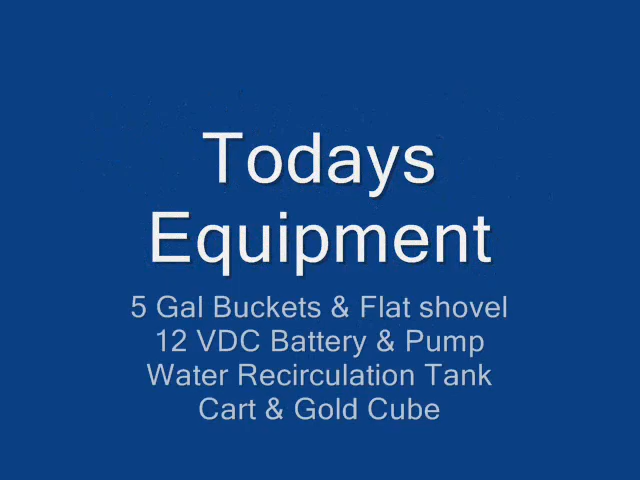 Todays
Equipment
5 Gal Buckets & Flat shovel
12 VDC Battery & Pump
Water Recirculation Tank
Cart & Gold Cube